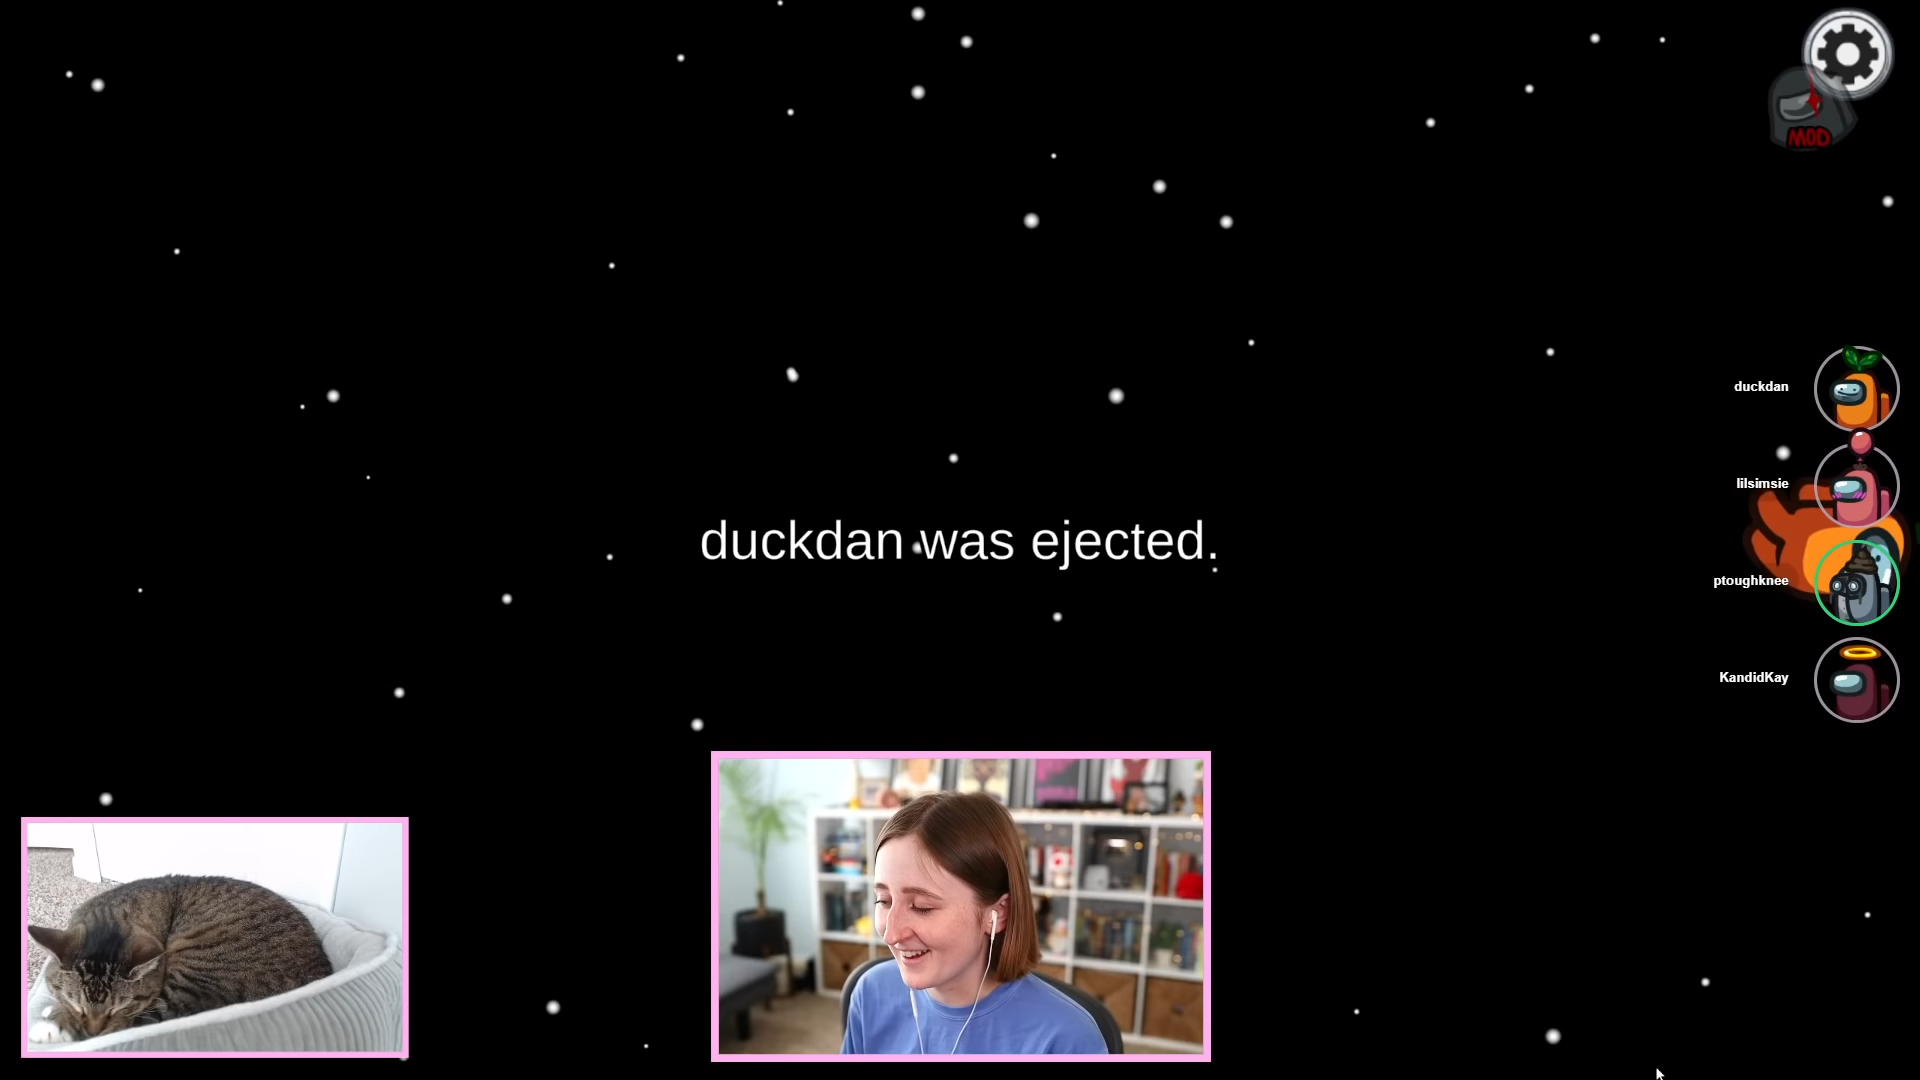 MOD
duckdan
lilsimsie
duckdan was ejected.
ptoughknee
KandidKay